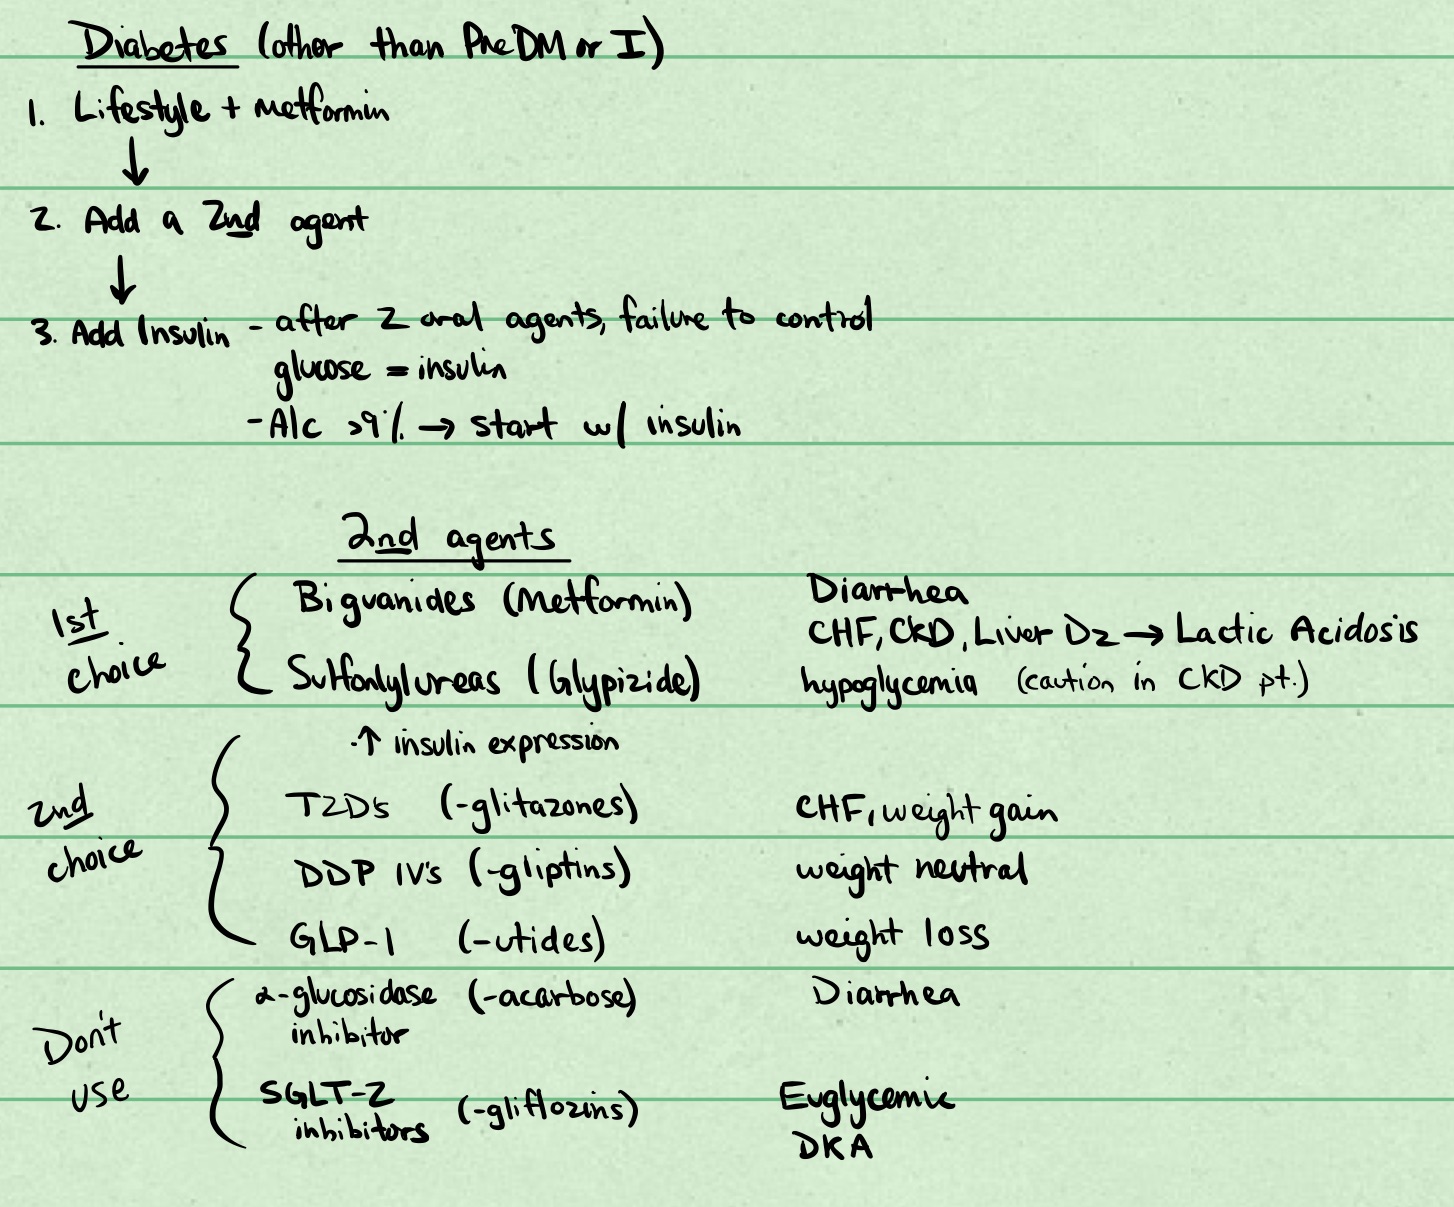 Diabetes (other than PreDM or I)
1. Lifestyle + Metformin
↓
2. Add a 2nd agent
↓
3. Add Insulin - after 2 oral agents, failure to control
glucose = insulin
- A1c >9% → start w/ insulin
2nd agents
1st choice
Biguanides (Metformin) Diarrhea
CHF, CKD, Liver Dz → Lactic Acidosis
Sulfonlylureas (Glypizide) hypoglycemia (caution in CKD pt.)
·↑ insulin expression
2nd choice
TZD's (-glitazones) CHF, weight gain
DDP IV's (-gliptins) weight neutral
GLP-1 (-utides) weight loss
Don't use
α-glucosidase (-acarbose) Diarrhea
inhibitor
SGLT-2 (-gliflozins) Euglycemic
inhibitors DKA